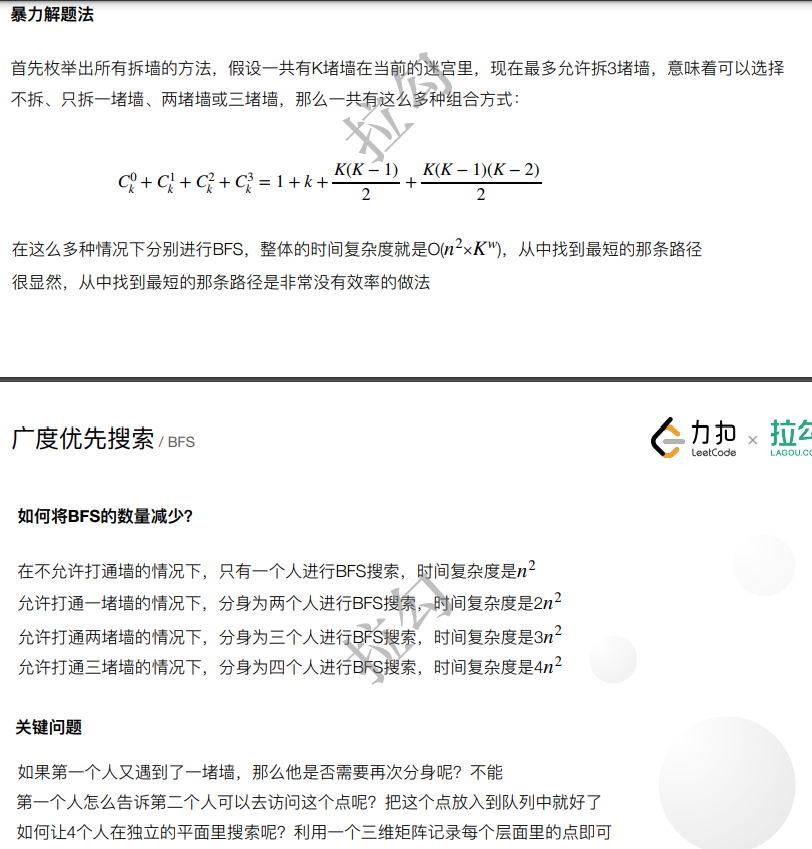 暴力解题法
首先枚举出所有拆墙的方法，假设一共有K堵墙在当前的迷宫里，现在最多允许拆3堵墙，意味着可以选择
不拆、只拆一堵墙、两堵墙或三堵墙，那么一共有这么多种组合方式：
拉勾
C_k^0 + C_k^1 + C_k^2 + C_k^3 = 1 + k + K(K − 1)/2 + K(K − 1)(K − 2)/2
在这么多种情况下分别进行BFS，整体的时间复杂度就是O(n²×Kʷ)，从中找到最短的那条路径
很显然，从中找到最短的那条路径是非常没有效率的做法
广度优先搜索 / BFS
力扣 LeetCode × 拉勾 LAGOU.CO
如何将BFS的数量减少？
在不允许打通墙的情况下，只有一个人进行BFS搜索，时间复杂度是n²
允许打通一堵墙的情况下，分身为两个人进行BFS搜索，时间复杂度是2n²
允许打通两堵墙的情况下，分身为三个人进行BFS搜索，时间复杂度是3n²
允许打通三堵墙的情况下，分身为四个人进行BFS搜索，时间复杂度是4n²
拉勾
关键问题
如果第一个人又遇到了一堵墙，那么他是否需要再次分身呢？不能
第一个人怎么告诉第二个人可以去访问这个点呢？把这个点放入到队列中就好了
如何让4个人在独立的平面里搜索呢？利用一个三维矩阵记录每个层面里的点即可